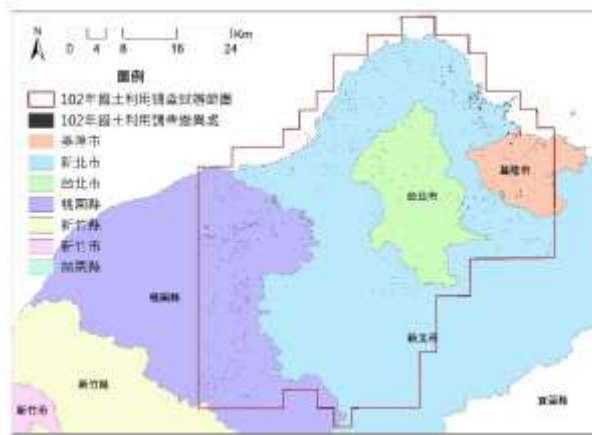 N
0 4 8 16 24 Km
圖例
102年國土利用調查試辦範圍
102年國土利用調查變異處
基隆市
新北市
台北市
桃園縣
新竹縣
新竹市
苗栗縣
基隆市
台北市
桃園縣
新北市
新竹縣
宜蘭縣
新竹市